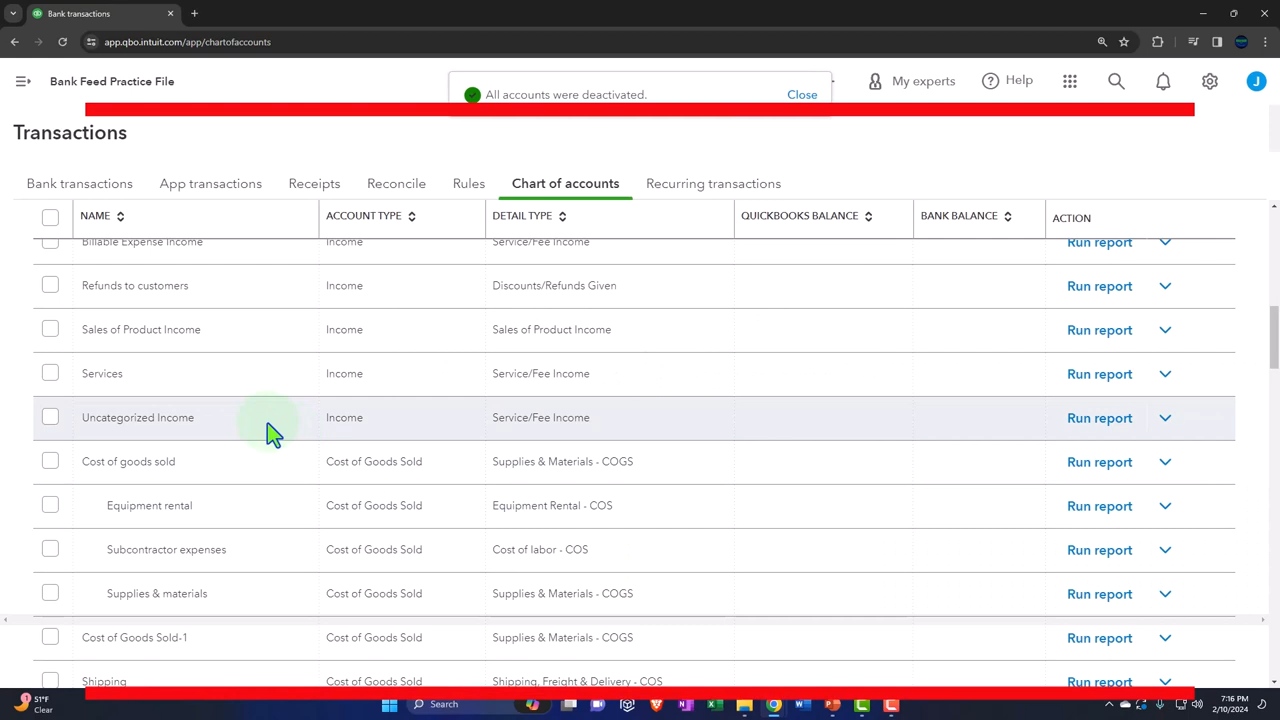 app.qbo.intuit.com/app/chartofaccounts
Bank Feed Practice File
All accounts were deactivated.
Close
My experts
Help
J
Transactions
Bank transactions App transactions Receipts Reconcile Rules Chart of accounts Recurring transactions
NAME ACCOUNT TYPE DETAIL TYPE QUICKBOOKS BALANCE BANK BALANCE ACTION
Billable Expense Income Income Service/Fee Income Run report
Refunds to customers Income Discounts/Refunds Given Run report
Sales of Product Income Income Sales of Product Income Run report
Services Income Service/Fee Income Run report
Uncategorized Income Income Service/Fee Income Run report
Cost of goods sold Cost of Goods Sold Supplies & Materials - COGS Run report
Equipment rental Cost of Goods Sold Equipment Rental - COS Run report
Subcontractor expenses Cost of Goods Sold Cost of labor - COS Run report
Supplies & materials Cost of Goods Sold Supplies & Materials - COGS Run report
Cost of Goods Sold-1 Cost of Goods Sold Supplies & Materials - COGS Run report
Shipping Cost of Goods Sold Shipping, Freight & Delivery - COS Run report
51°F
Clear
Search
7:16 PM
2/10/2024